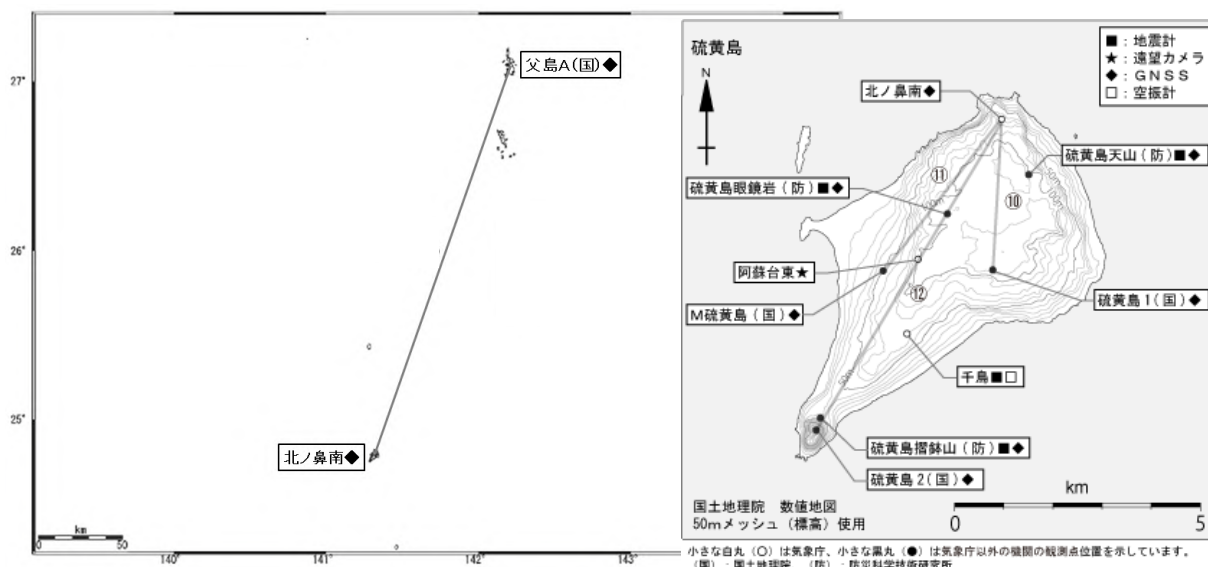 父島A(国)◆
北ノ鼻南◆
27°
26°
25°
140°
141°
142°
143°
km
0
50
硫黄島
N
■:地震計
★:遠望カメラ
◆:GNSS
□:空振計
北ノ鼻南◆
硫黄島天山(防)■◆
硫黄島眼鏡岩(防)■◆
⑪
⑩
100m
50m
100m
阿蘇台東★
⑫
M硫黄島(国)◆
硫黄島1(国)◆
千鳥■□
50m
硫黄島摺鉢山(防)■◆
硫黄島2(国)◆
国土地理院 数値地図
50mメッシュ(標高)使用
km
0
5
小さな白丸(○)は気象庁、小さな黒丸(●)は気象庁以外の機関の観測点位置を示しています。
(国):国土地理院 (防):防災科学技術研究所